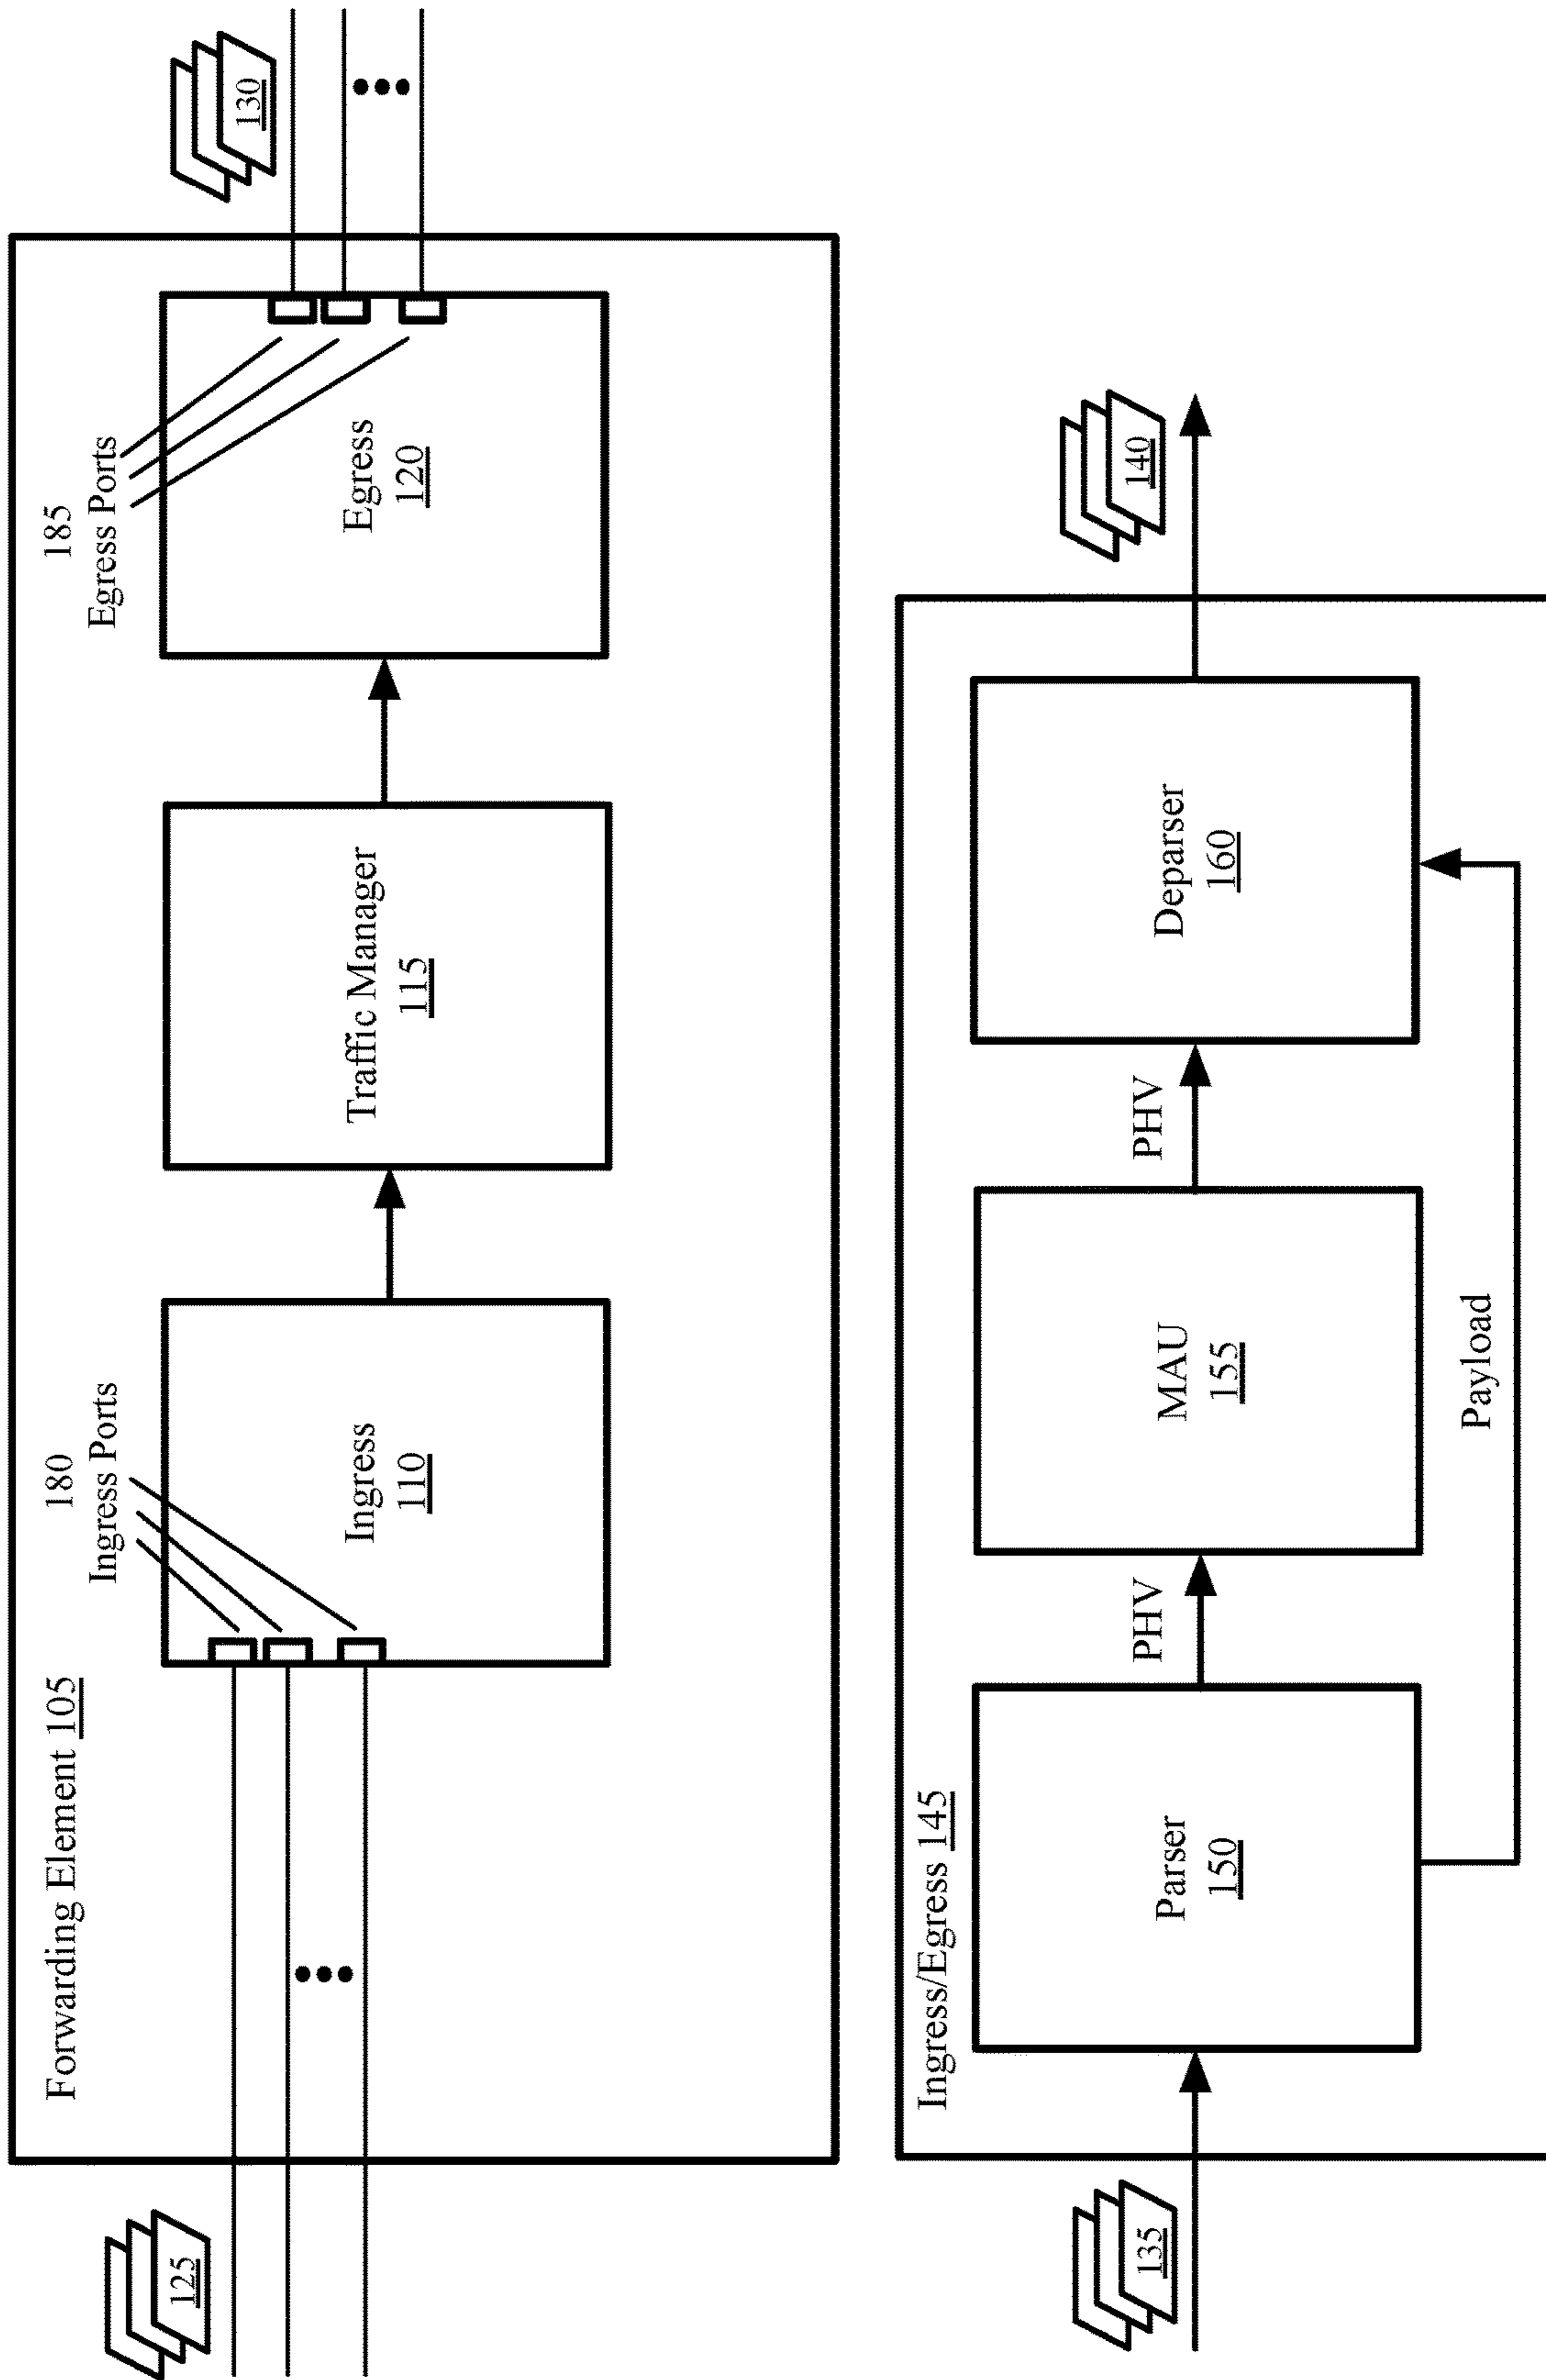 Forwarding Element 105
180
Ingress Ports
185
Egress Ports
125
Ingress
110
Traffic Manager
115
Egress
120
130
Ingress/Egress 145
135
Parser
150
PHV
MAU
155
PHV
Deparser
160
140
Payload